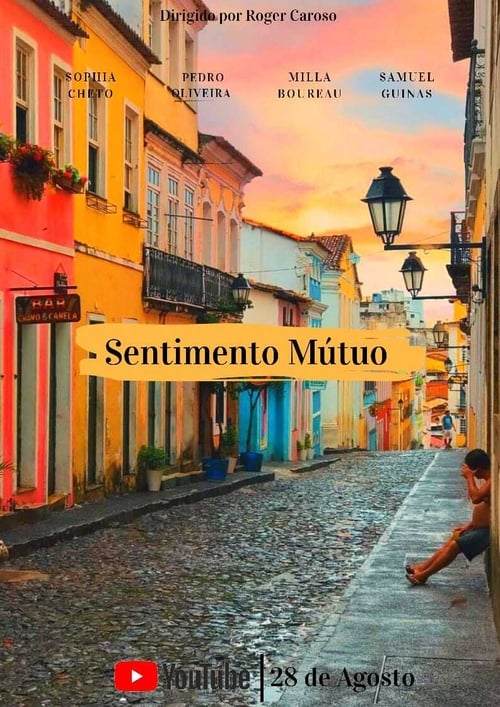 Dirigido por Roger Caroso
SOPHIA CHETO
PEDRO OLIVEIRA
MILLA BOUREAU
SAMUEL GUINAS
BAR
CRAVO & CANELA
Sentimento Mútuo
YouTube | 28 de Agosto